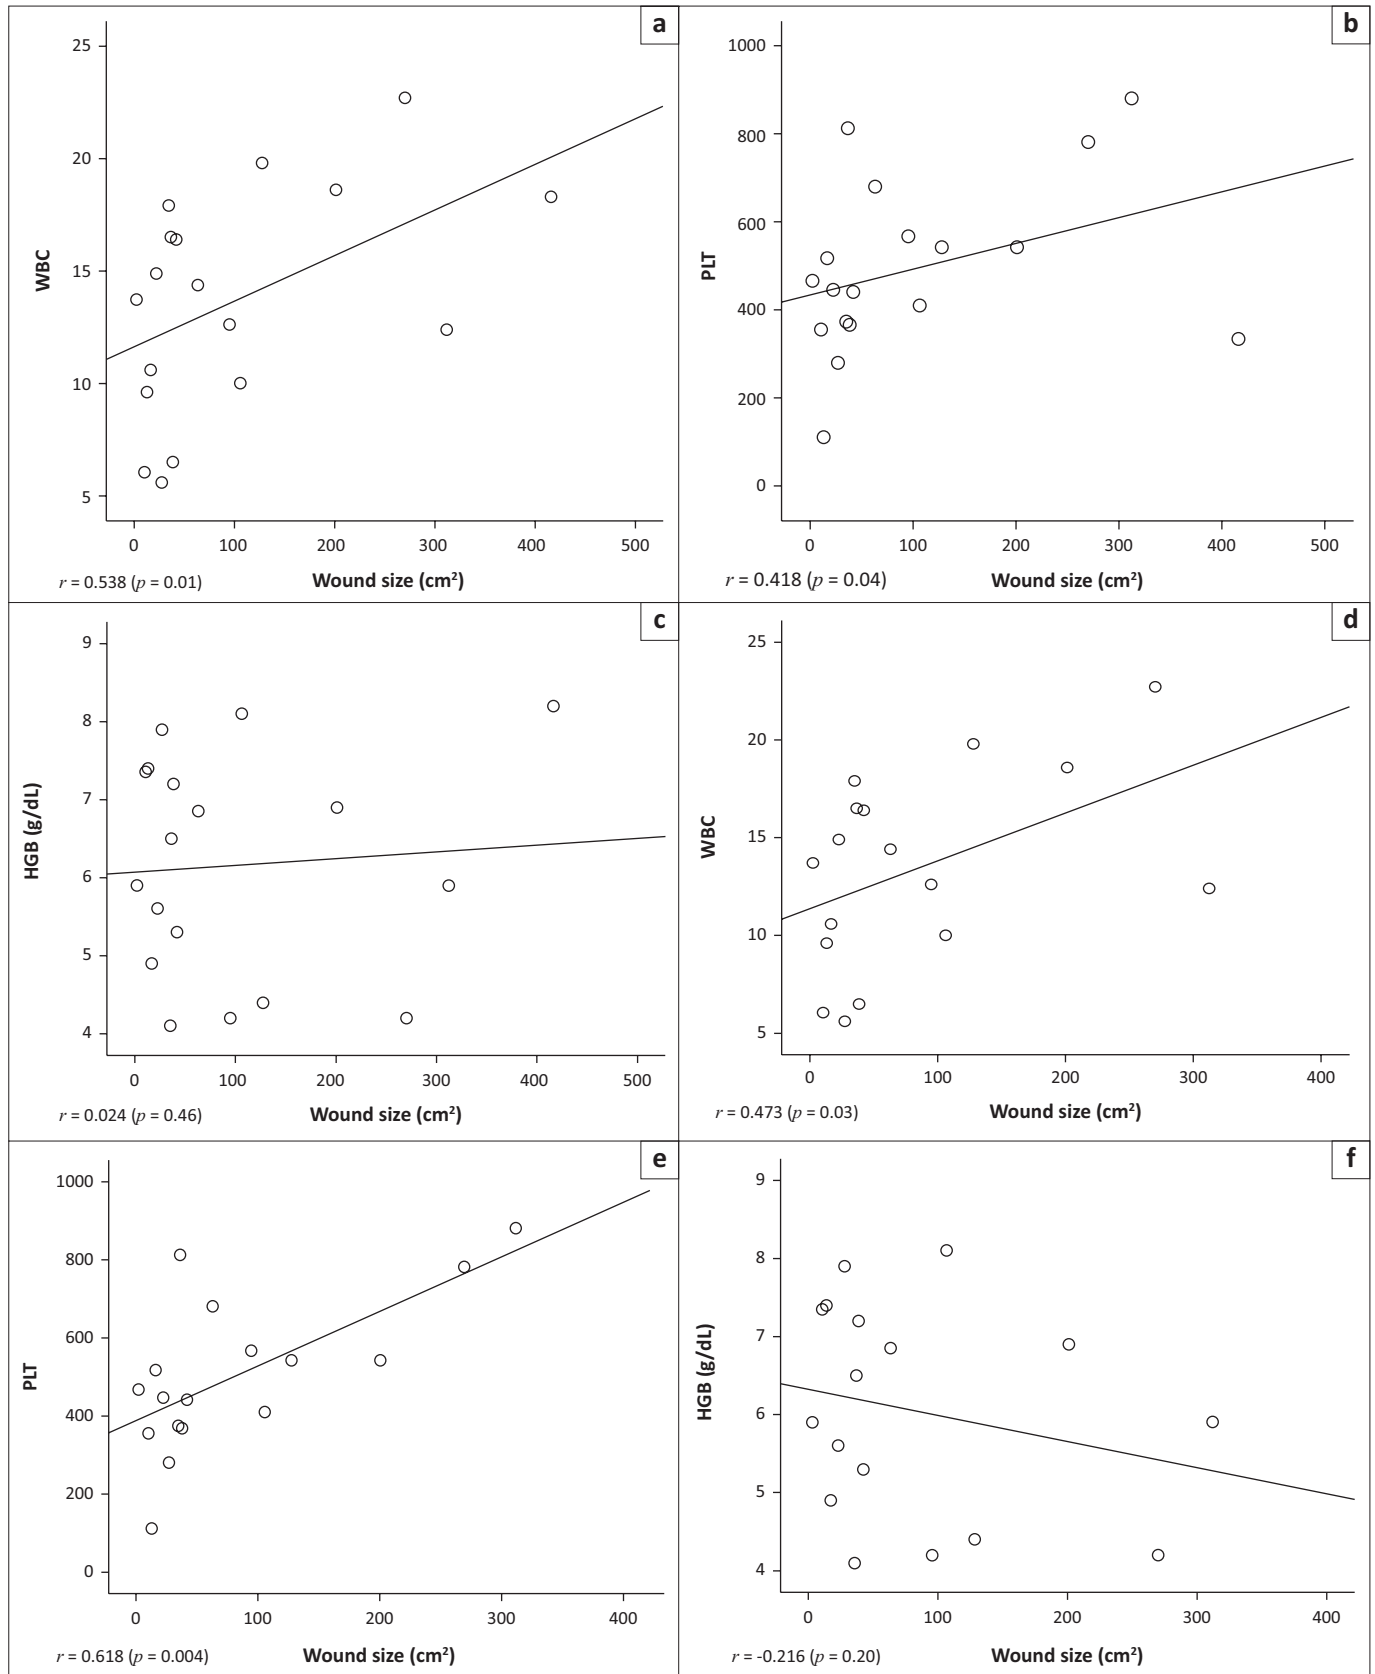 a
25
20
15
10
5
WBC
0 100 200 300 400 500
r = 0.538 (p = 0.01) Wound size (cm²)
b
1000
800
600
400
200
0
PLT
0 100 200 300 400 500
r = 0.418 (p = 0.04) Wound size (cm²)
c
9
8
7
6
5
4
HGB (g/dL)
0 100 200 300 400 500
r = 0.024 (p = 0.46) Wound size (cm²)
d
25
20
15
10
5
WBC
0 100 200 300 400
r = 0.473 (p = 0.03) Wound size (cm²)
e
1000
800
600
400
200
0
PLT
0 100 200 300 400
r = 0.618 (p = 0.004) Wound size (cm²)
f
9
8
7
6
5
4
HGB (g/dL)
0 100 200 300 400
r = -0.216 (p = 0.20) Wound size (cm²)